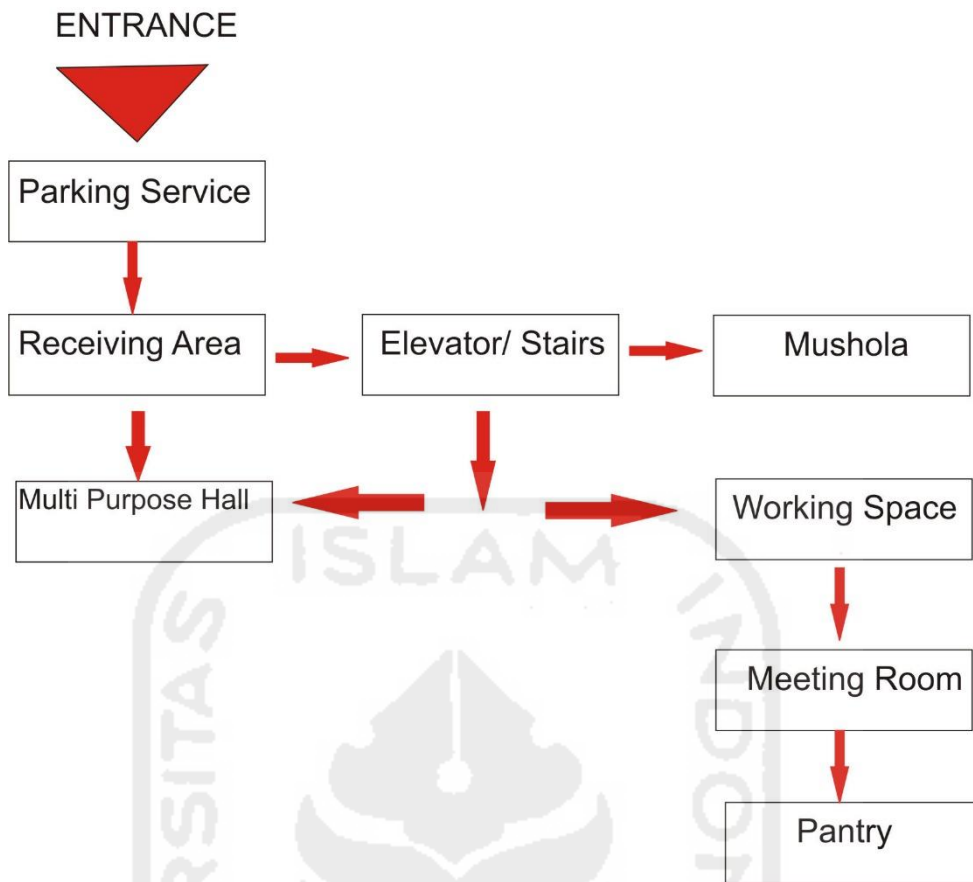 ENTRANCE
Parking Service
Receiving Area
Elevator/ Stairs
Mushola
Multi Purpose Hall
Working Space
ISLAM
Meeting Room
Pantry